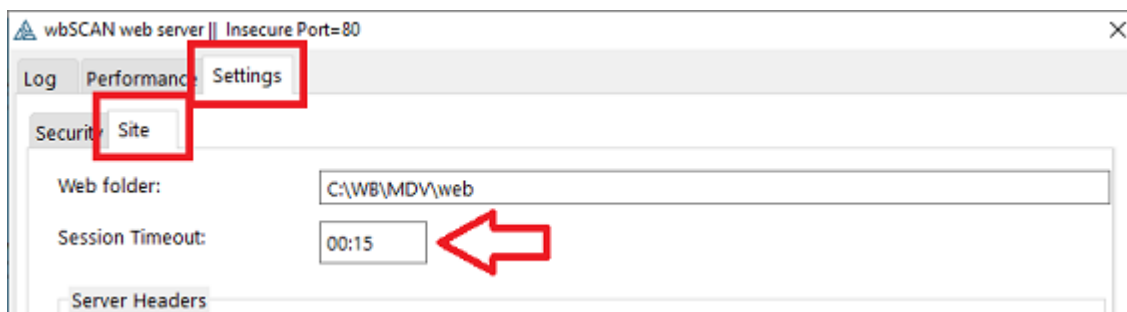 wbSCAN web server || Insecure Port=80
Log Performance Settings
Security Site
Web folder: C:\WB\MDV\web
Session Timeout: 00:15
Server Headers